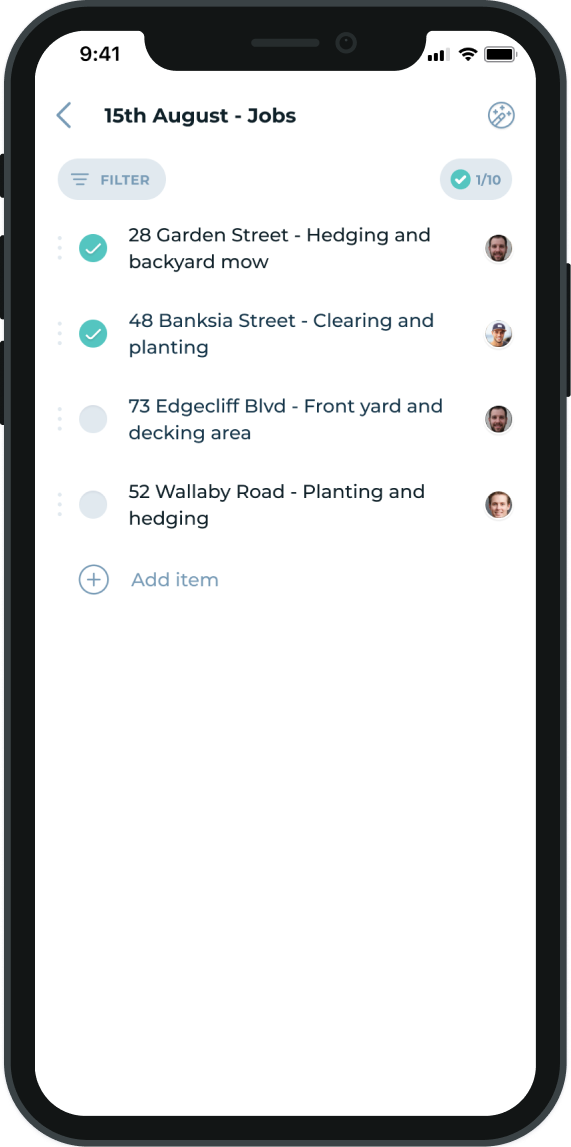 9:41
15th August - Jobs
FILTER
1/10
28 Garden Street - Hedging and
backyard mow
48 Banksia Street - Clearing and
planting
73 Edgecliff Blvd - Front yard and
decking area
52 Wallaby Road - Planting and
hedging
Add item